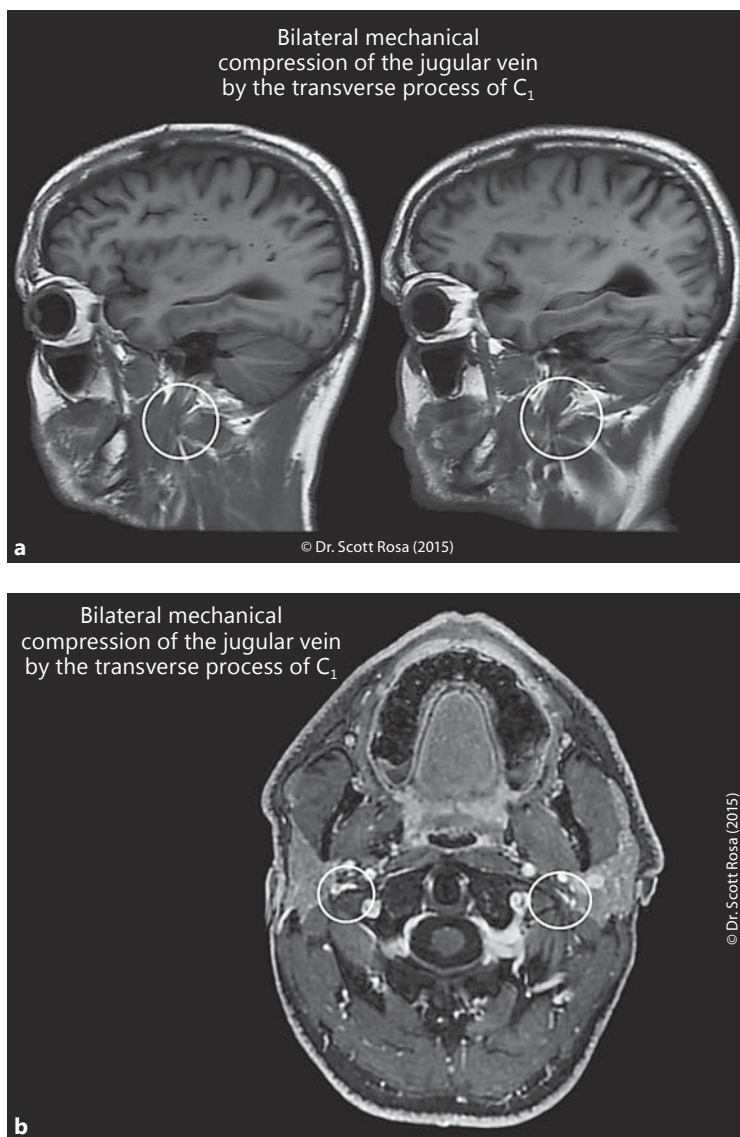 Bilateral mechanical
compression of the jugular vein
by the transverse process of C₁
a
© Dr. Scott Rosa (2015)
Bilateral mechanical
compression of the jugular vein
by the transverse process of C₁
© Dr. Scott Rosa (2015)
b